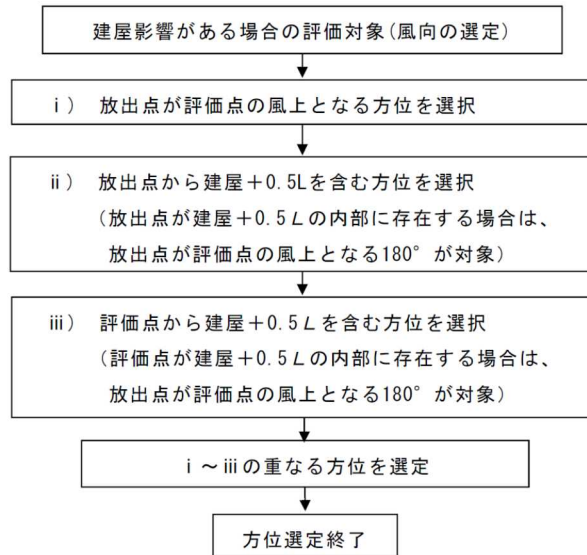 建屋影響がある場合の評価対象(風向の選定)
ⅰ) 放出点が評価点の風上となる方位を選択
ⅱ) 放出点から建屋+0.5Lを含む方位を選択
(放出点が建屋+0.5Lの内部に存在する場合は、
放出点が評価点の風上となる180°が対象)
ⅲ) 評価点から建屋+0.5Lを含む方位を選択
(評価点が建屋+0.5Lの内部に存在する場合は、
放出点が評価点の風上となる180°が対象)
ⅰ～ⅲの重なる方位を選定
方位選定終了